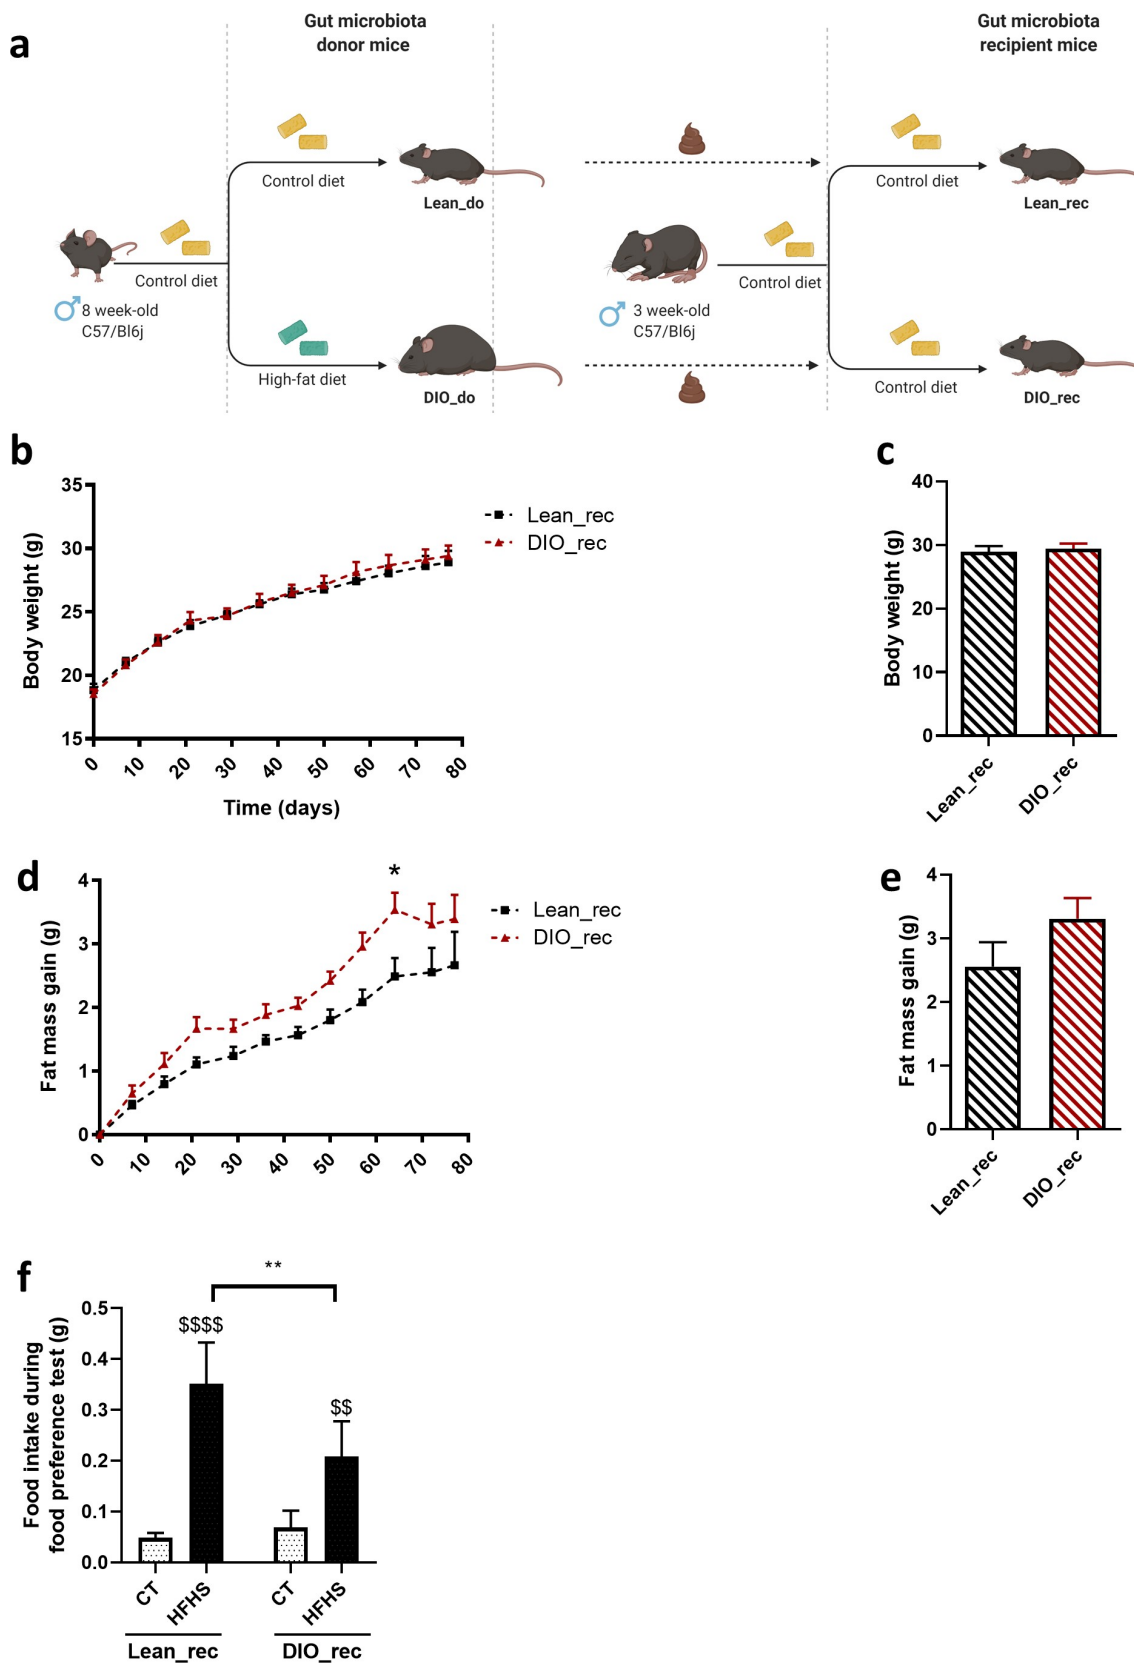 a
Gut microbiota
donor mice
Gut microbiota
recipient mice
Control diet
Lean_do
Control diet
Lean_rec
Control diet
8 week-old
C57/Bl6j
Control diet
3 week-old
C57/Bl6j
High-fat diet
DIO_do
Control diet
DIO_rec
b
35
30
25
20
15
Body weight (g)
0 10 20 30 40 50 60 70 80
Time (days)
Lean_rec
DIO_rec
c
40
30
20
10
0
Body weight (g)
Lean_rec
DIO_rec
d
*
4
3
2
1
0
Fat mass gain (g)
0 10 20 30 40 50 60 70 80
Lean_rec
DIO_rec
e
4
3
2
1
0
Fat mass gain (g)
Lean_rec
DIO_rec
f
**
$$$$
$$
0.5
0.4
0.3
0.2
0.1
0.0
Food intake during
food preference test (g)
CT HFHS CT HFHS
Lean_rec DIO_rec